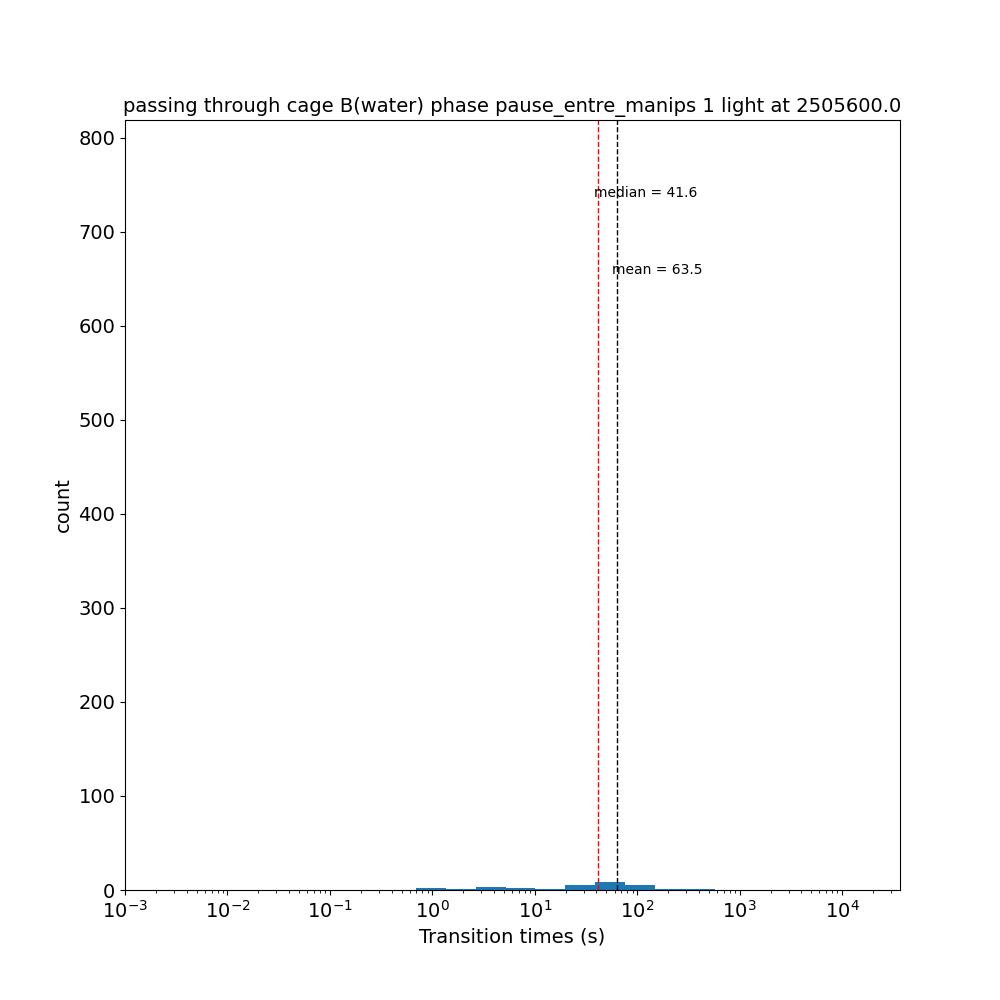 passing through cage B(water) phase pause_entre_manips 1 light at 2505600.0
800
700
600
500
400
300
200
100
0
median = 41.6
mean = 63.5
count
10⁻³ 10⁻² 10⁻¹ 10⁰ 10¹ 10² 10³ 10⁴
Transition times (s)